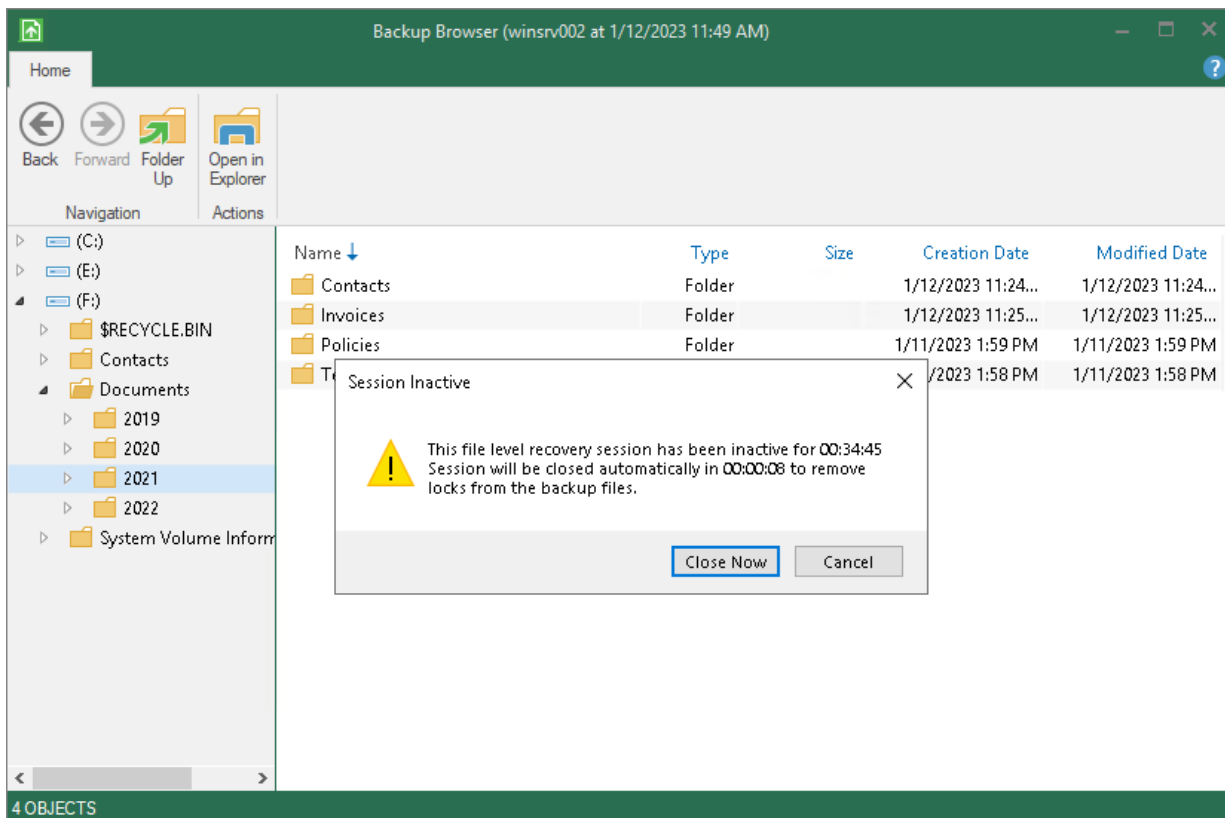 Backup Browser (winsrv002 at 1/12/2023 11:49 AM)
Home
?
Back Forward Folder Up Open in Explorer
Navigation Actions
(C:)
(E:)
(F:)
$RECYCLE.BIN
Contacts
Documents
2019
2020
2021
2022
System Volume Inform
Name Type Size Creation Date Modified Date
Contacts Folder 1/12/2023 11:24... 1/12/2023 11:24...
Invoices Folder 1/12/2023 11:25... 1/12/2023 11:25...
Policies Folder 1/11/2023 1:59 PM 1/11/2023 1:59 PM
/2023 1:58 PM 1/11/2023 1:58 PM
Session Inactive
This file level recovery session has been inactive for 00:34:45
Session will be closed automatically in 00:00:08 to remove
locks from the backup files.
Close Now Cancel
4 OBJECTS